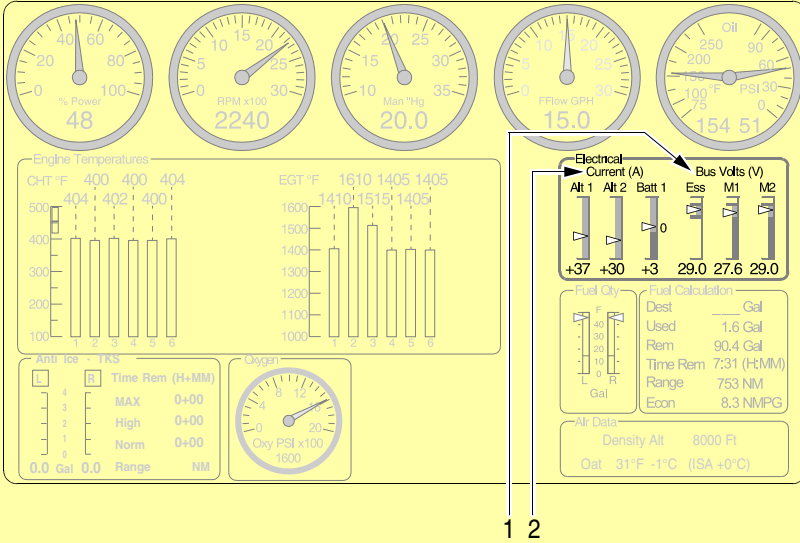 40 60
20 80
0 100
% Power
48
10 15 20
5 25
0 30
RPM x100
2240
20 25
15 30
10 35
Man "Hg
20.0
10 15 20
5 25
0 30
FFlow GPH
15.0
Oil
250 90
200 60
150 °F PSI 30
100 0
75
154 51
Engine Temperatures
CHT °F 400 400 404
404 402 400
500
400
300
200
100
1 2 3 4 5 6
EGT °F 1610 1405 1405
1410 1515 1405
1600
1500
1400
1300
1200
1100
1000
1 2 3 4 5 6
Electrical
Current (A) Bus Volts (V)
Alt 1 Alt 2 Batt 1 Ess M1 M2
0
+37 +30 +3 29.0 27.6 29.0
Fuel Qty
F
40
30
20
10
0
L R
Gal
Fuel Calculation
Dest ___ Gal
Used 1.6 Gal
Rem 90.4 Gal
Time Rem 7:31 (H:MM)
Range 753 NM
Econ 8.3 NMPG
Anti Ice - TKS
L R Time Rem (H+MM)
4
3
2
1
0
MAX 0+00
High 0+00
Norm 0+00
0.0 Gal 0.0 Range NM
Oxygen
8 12
4 16
0 20
Oxy PSI x100
1600
Air Data
Density Alt 8000 Ft
Oat 31°F -1°C (ISA +0°C)
1 2